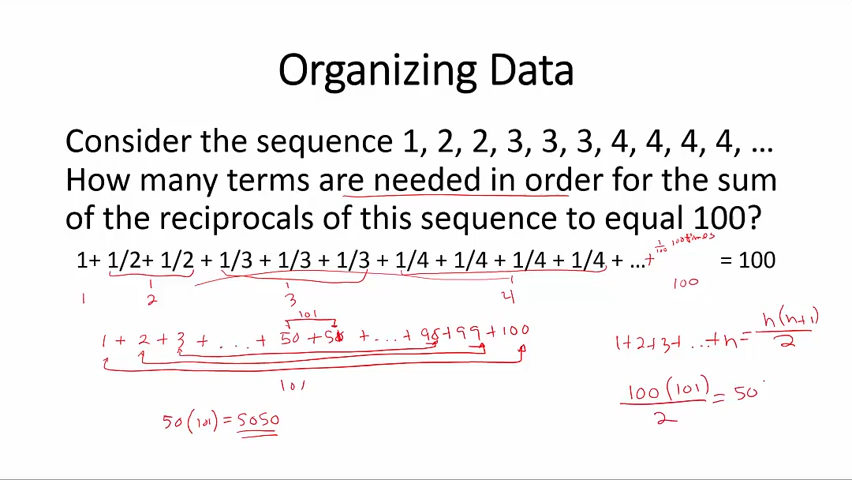 Organizing Data
Consider the sequence 1, 2, 2, 3, 3, 3, 4, 4, 4, 4, …
How many terms are needed in order for the sum
of the reciprocals of this sequence to equal 100?
1/100 100 times
1+ 1/2+ 1/2 + 1/3 + 1/3 + 1/3 + 1/4 + 1/4 + 1/4 + 1/4 + …+ = 100
1 2 3 4 100
101
1 + 2 + 3 + . . . + 50 + 51 + . . . + 98 + 99 + 100
101
50(101) = 5050
1+2+3+ . . . + n = n(n+1)/2
100(101)/2 = 50